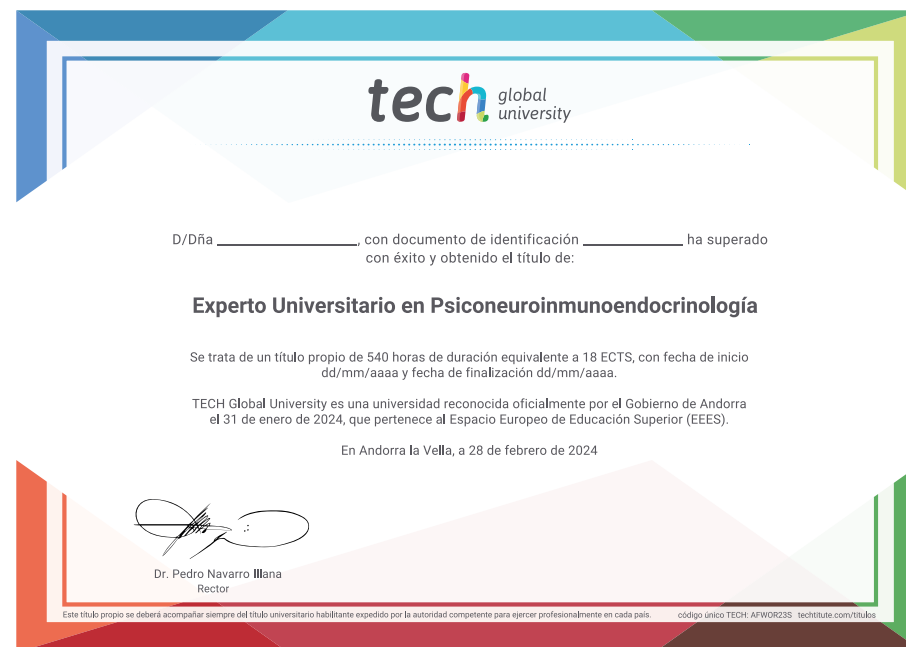 tech global
university
D/Dña ____________________, con documento de identificación ______________ ha superado
con éxito y obtenido el título de:
Experto Universitario en Psiconeuroinmunoendocrinología
Se trata de un título propio de 540 horas de duración equivalente a 18 ECTS, con fecha de inicio
dd/mm/aaaa y fecha de finalización dd/mm/aaaa.
TECH Global University es una universidad reconocida oficialmente por el Gobierno de Andorra
el 31 de enero de 2024, que pertenece al Espacio Europeo de Educación Superior (EEES).
En Andorra la Vella, a 28 de febrero de 2024
Dr. Pedro Navarro Illana
Rector
Este título propio se deberá acompañar siempre del título universitario habilitante expedido por la autoridad competente para ejercer profesionalmente en cada país. código único TECH: AFWOR23S techtitute.com/titulos